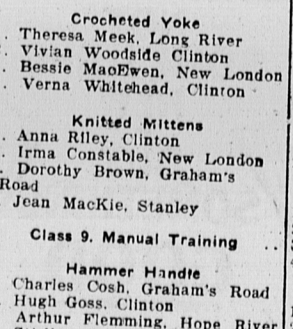 Crocheted Yoke
. Theresa Meek, Long River
. Vivian Woodside Clinton
. Bessie MacEwen, New London
. Verna Whitehead, Clinton
Knitted Mittens
. Anna Riley, Clinton
. Irma Constable, New London
. Dorothy Brown, Graham's
Road
Jean MacKie, Stanley
Class 9. Manual Training
Hammer Handle
Charles Cosh, Graham's Road
Hugh Goss, Clinton
Arthur Flemming, Hope River